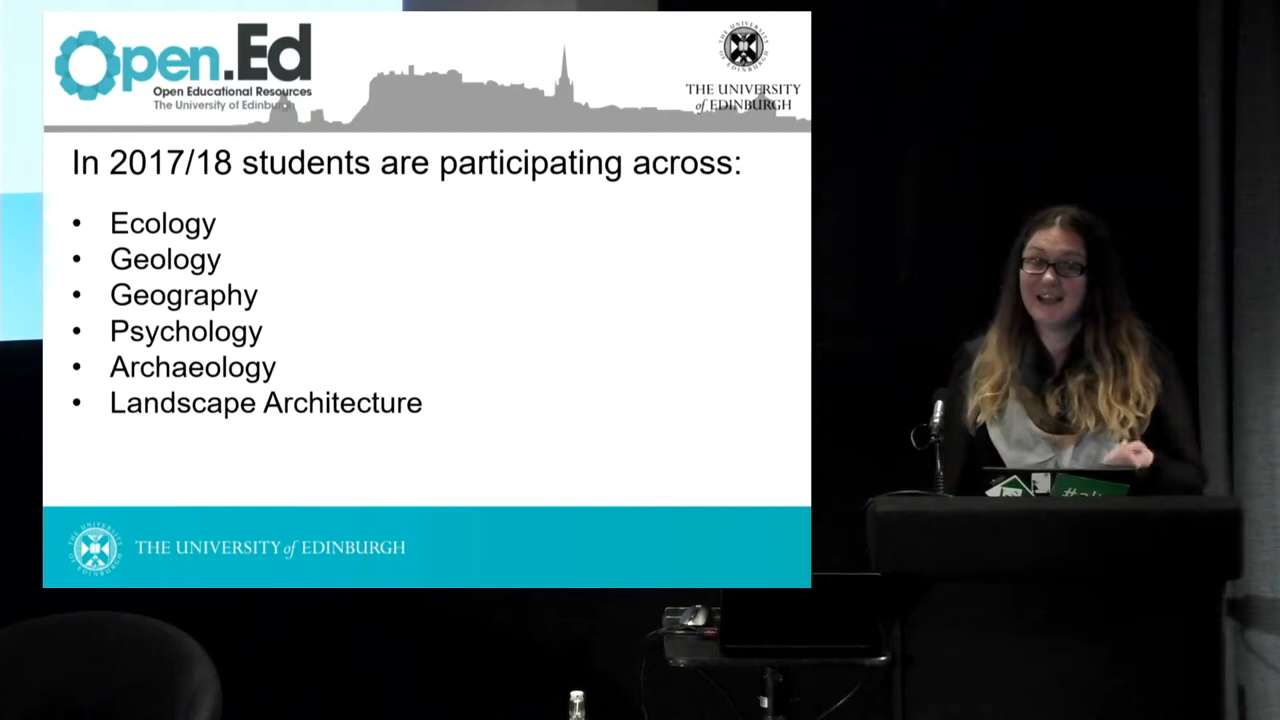 Open.Ed
Open Educational Resources
The University of Edinburgh
THE UNIVERSITY
of EDINBURGH
In 2017/18 students are participating across:
• Ecology
• Geology
• Geography
• Psychology
• Archaeology
• Landscape Architecture
THE UNIVERSITY of EDINBURGH